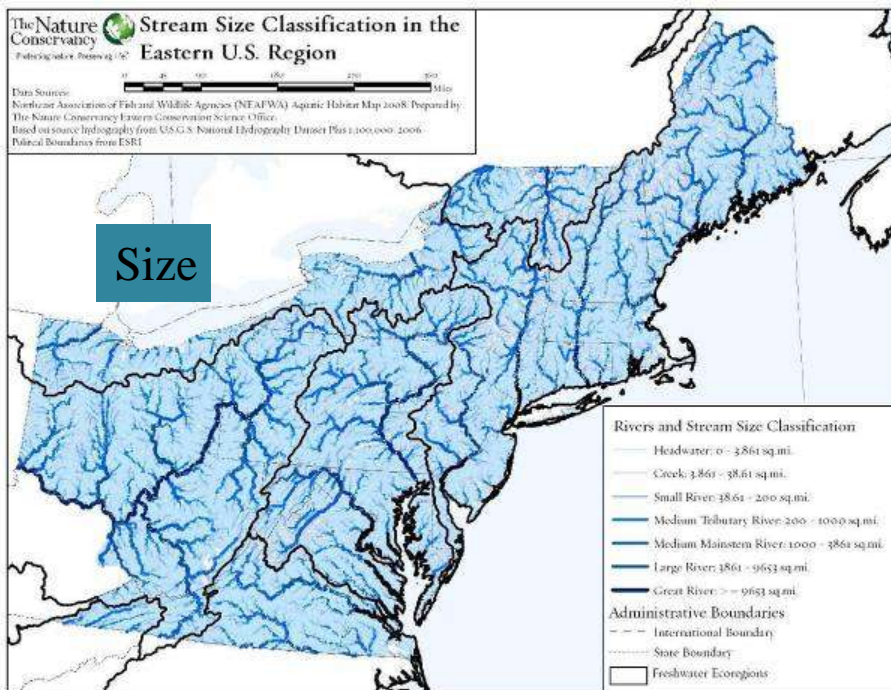 The Nature
Conservancy
Protecting nature. Preserving life.
Stream Size Classification in the
Eastern U.S. Region
Miles
Data Sources:
Northeast Association of Fish and Wildlife Agencies (NEAFWA) Aquatic Habitat Map 2008. Prepared by
The Nature Conservancy Eastern Conservation Science Office.
Based on source hydrography from U.S.G.S. National Hydrography Dataset Plus 1:100,000 2006
Political Boundaries from ESRI
Size
Rivers and Stream Size Classification
Headwater: 0 - 3.861 sq.mi.
Creek: 3.861 - 38.61 sq.mi.
Small River: 38.61 - 200 sq.mi.
Medium Tributary River: 200 - 1000 sq.mi.
Medium Mainstem River: 1000 - 3861 sq.mi.
Large River: 3861 - 9653 sq.mi.
Great River: >= 9653 sq.mi.
Administrative Boundaries
International Boundary
State Boundary
Freshwater Ecoregions